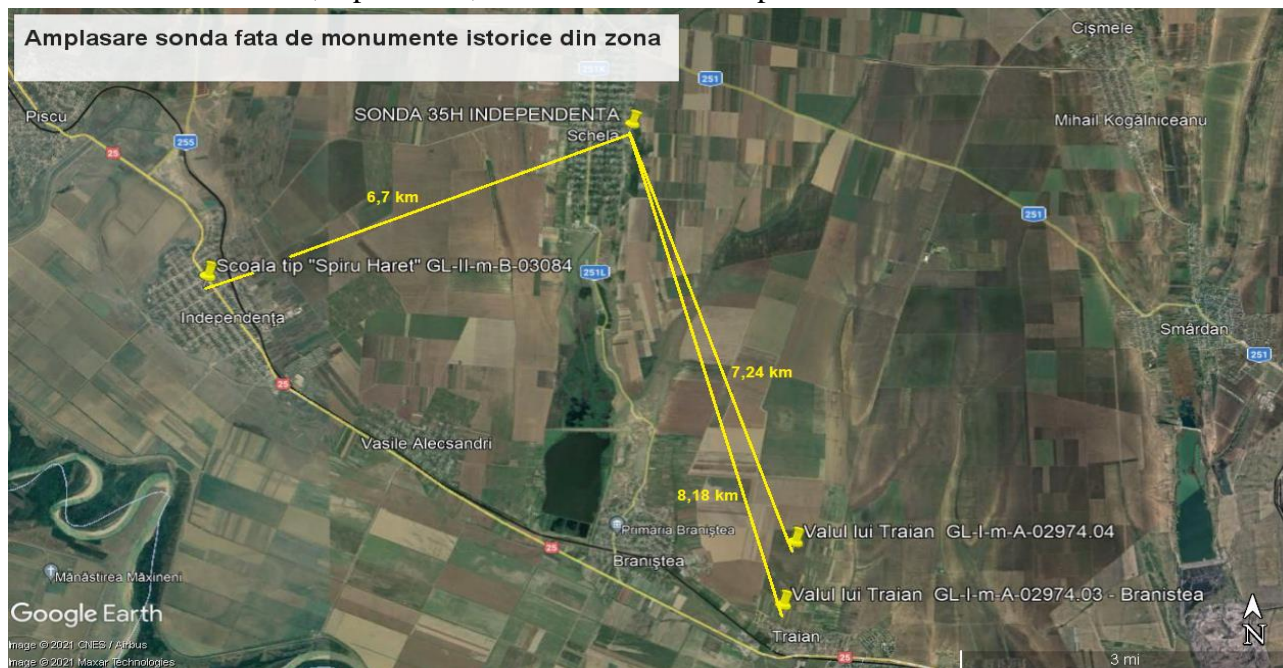 Amplasare sonda fata de monumente istorice din zona
Cişmele
251
SONDA 35H INDEPENDENTA
Piscu
Schela
Mihail Kogălniceanu
255
25
6,7 km
251
Scoala tip "Spiru Haret" GL-II-m-B-03084
251L
Independenţa
Smârdan
251
7,24 km
25
Vasile Alecsandri
8,18 km
Primăria Braniştea
Valul lui Traian GL-I-m-A-02974.04
25
Braniştea
Mănăstirea Măxineni
Valul lui Traian GL-I-m-A-02974.03 - Branistea
Google Earth
Traian
N
Image © 2021 CNES / Airbus
Image © 2021 Maxar Technologies
25
3 mi